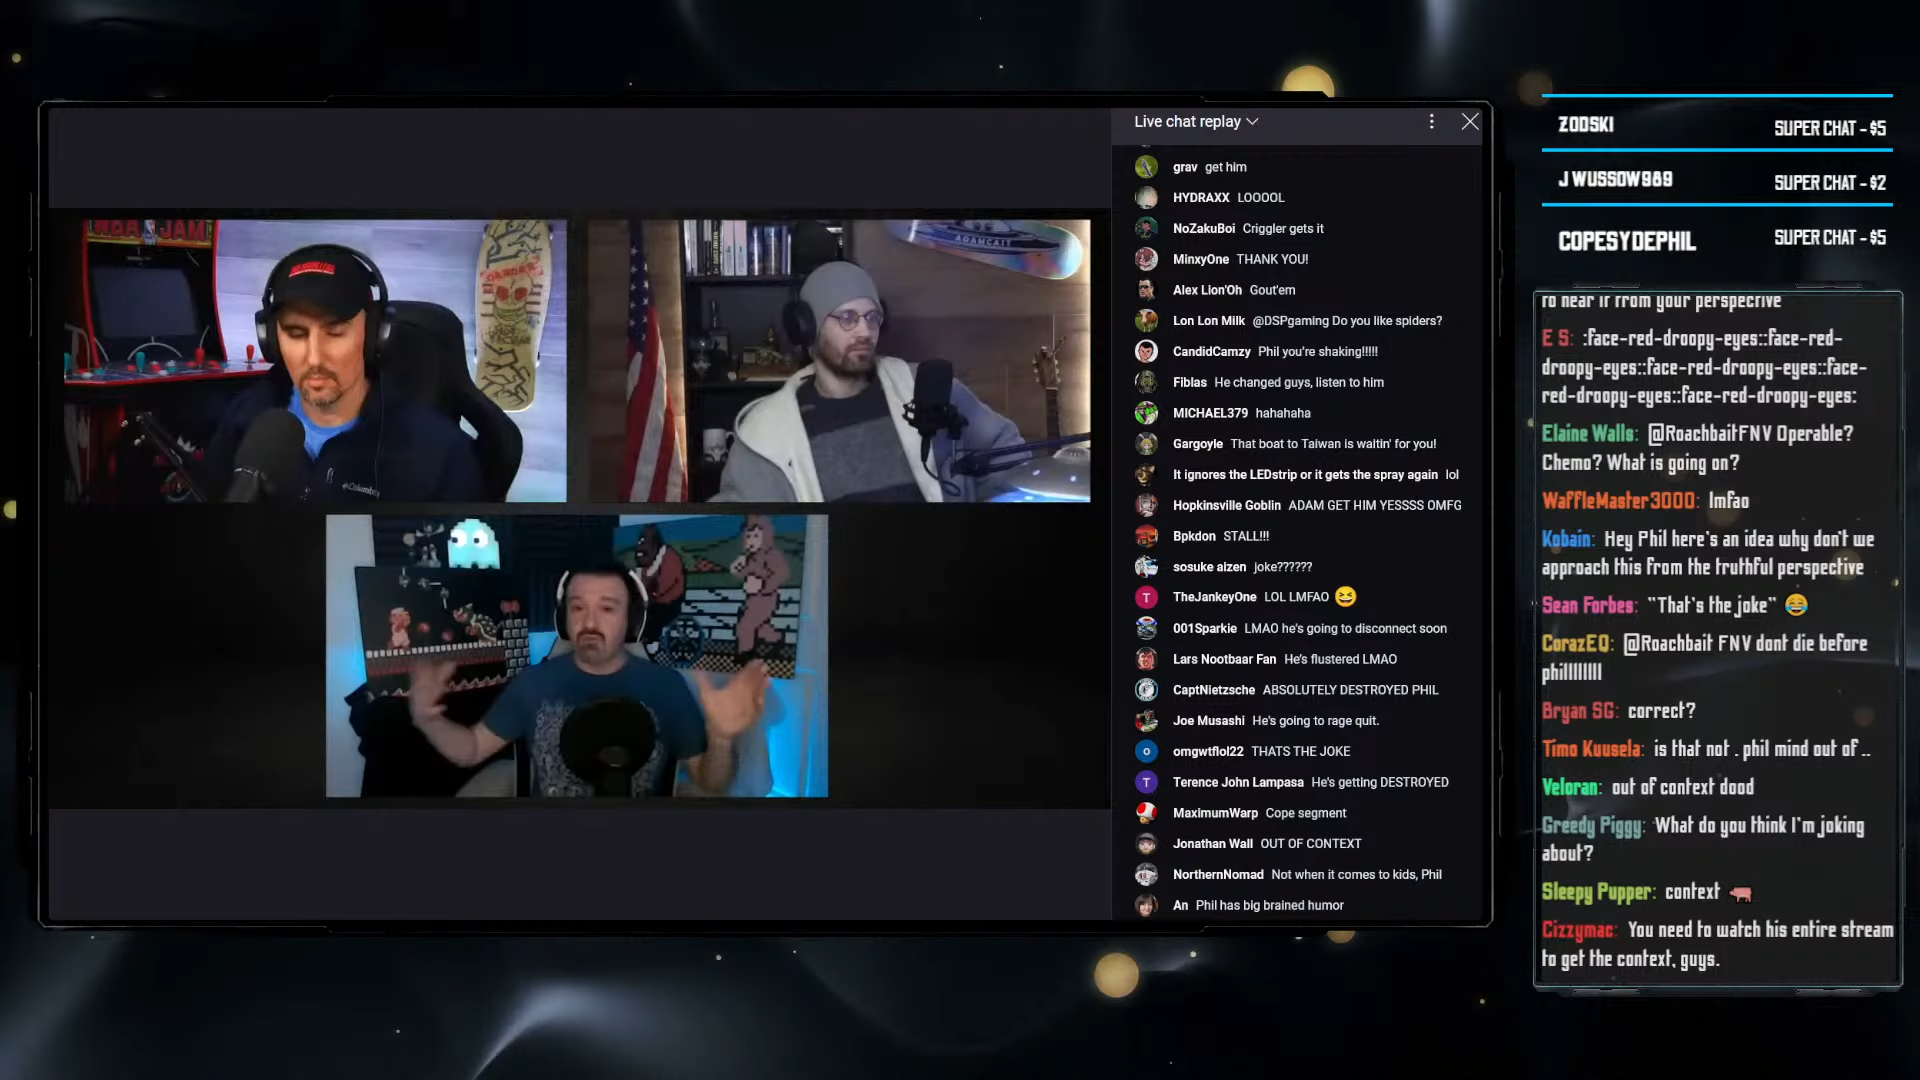 NBA JAM
ADAMCAIT
Columbia
Live chat replay
grav get him
HYDRAXX LOOOOL
NoZakuBoi Criggler gets it
MinxyOne THANK YOU!
Alex Lion'Oh Gout'em
Lon Lon Milk @DSPgaming Do you like spiders?
CandidCamzy Phil you're shaking!!!!!
Fiblas He changed guys, listen to him
MICHAEL379 hahahaha
Gargoyle That boat to Taiwan is waitin' for you!
It ignores the LEDstrip or it gets the spray again lol
Hopkinsville Goblin ADAM GET HIM YESSSS OMFG
Bpkdon STALL!!!
sosuke aizen joke??????
T TheJankeyOne LOL LMFAO 😆
001Sparkie LMAO he's going to disconnect soon
Lars Nootbaar Fan He's flustered LMAO
CaptNietzsche ABSOLUTELY DESTROYED PHIL
Joe Musashi He's going to rage quit.
o omgwtflol22 THATS THE JOKE
T Terence John Lampasa He's getting DESTROYED
MaximumWarp Cope segment
Jonathan Wall OUT OF CONTEXT
NorthernNomad Not when it comes to kids, Phil
An Phil has big brained humor
ZODSKI SUPER CHAT - $5
J WUSSOW989 SUPER CHAT - $2
COPESYDEPHIL SUPER CHAT - $5
to hear it from your perspective
E S: :face-red-droopy-eyes::face-red-
droopy-eyes::face-red-droopy-eyes::face-
red-droopy-eyes::face-red-droopy-eyes:
Elaine Walls: @RoachbaitFNV Operable?
Chemo? What is going on?
WaffleMaster3000: lmfao
Kobain: Hey Phil here's an idea why don't we
approach this from the truthful perspective
Sean Forbes: "That's the joke" 😂
CorazEQ: @Roachbait FNV dont die before
philllllllll
Bryan SG: correct?
Timo Kuusela: is that not . phil mind out of ..
Veloran: out of context dood
Greedy Piggy: What do you think I'm joking
about?
Sleepy Pupper: context 🐖
Cizzymac: You need to watch his entire stream
to get the context, guys.